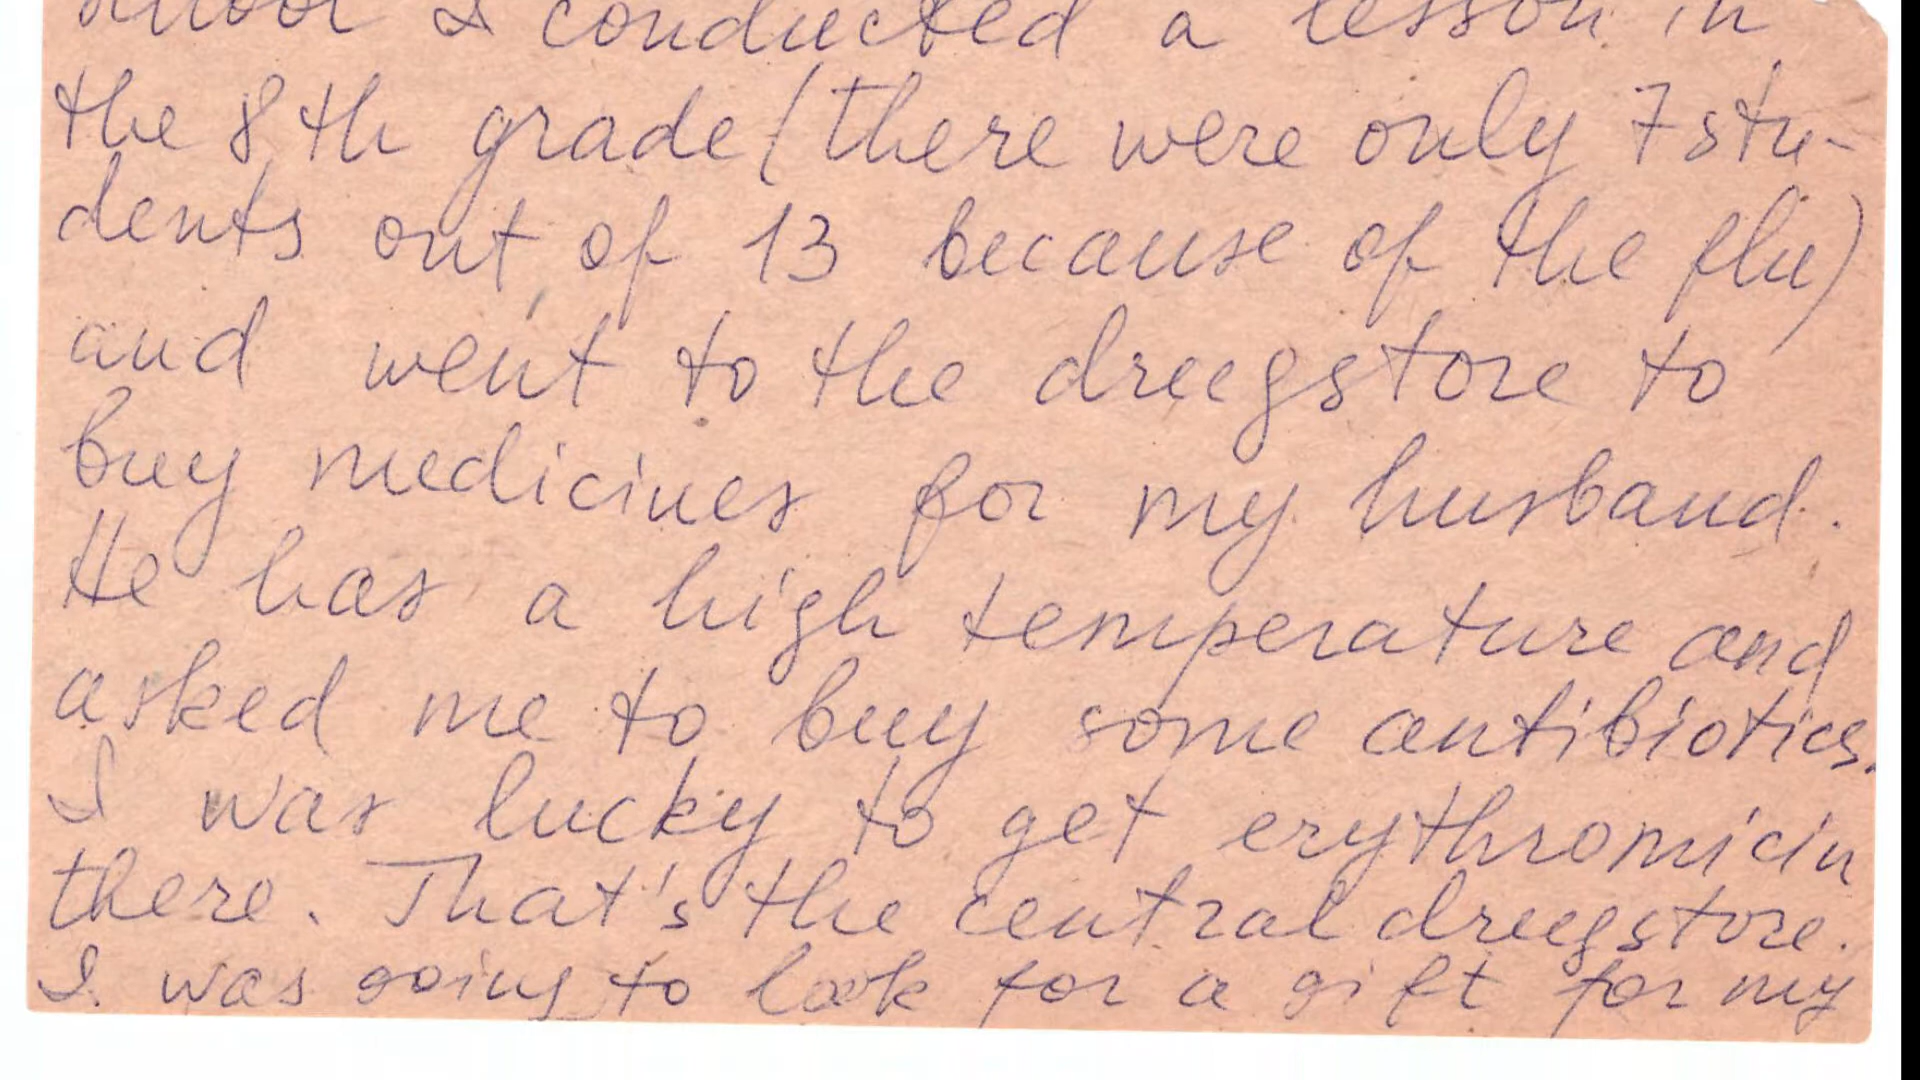 school I conducted a lesson in
the 8th grade (there were only 7 stu-
dents out of 13 because of the flu)
and went to the drugstore to
buy medicines for my husband.
He has a high temperature and
asked me to buy some antibiotics.
I was lucky to get erythromicin
there. That's the central drugstore.
I was going to look for a gift for my